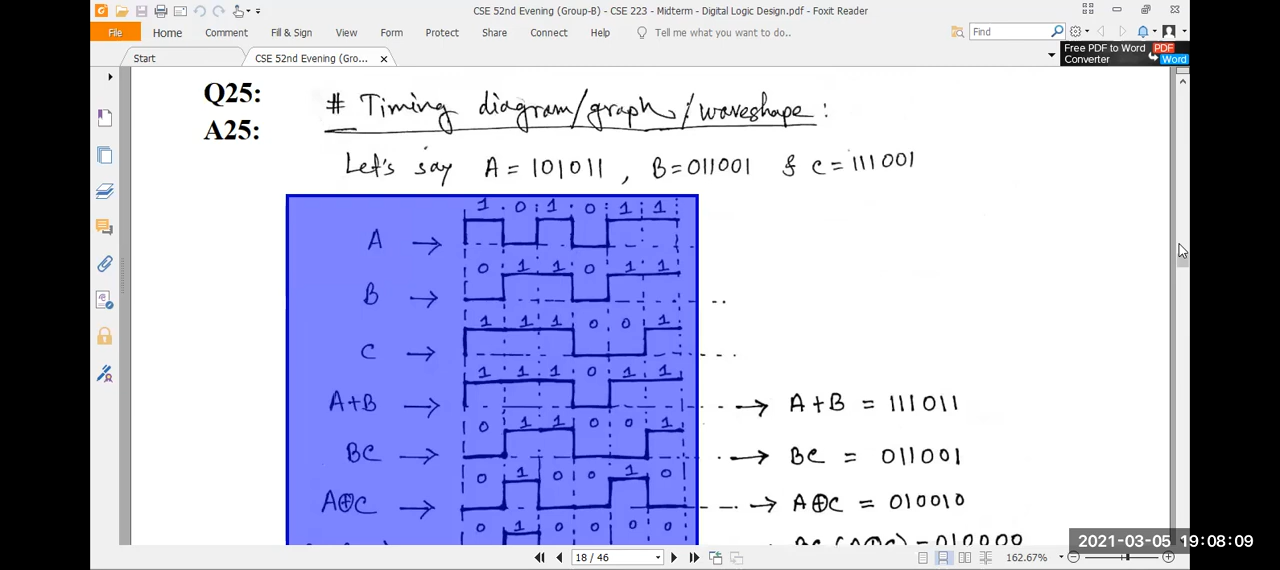 CSE 52nd Evening (Group-B) - CSE 223 - Midterm - Digital Logic Design.pdf - Foxit Reader
File Home Comment Fill & Sign View Form Protect Share Connect Help Tell me what you want to do.. Find
Start CSE 52nd Evening (Gro... Free PDF to Word Converter PDF Word
Q25: # Timing diagram/graph/waveshape:
A25:
Let's say A = 101011, B = 011001 & C = 111001
1 0 1 0 1 1
A →
0 1 1 0 1 1
B →
1 1 1 0 0 1
C →
1 1 1 0 1 1
A+B → → A+B = 111011
0 1 1 0 0 1
BC → → BC = 011001
0 1 0 0 1 0
A⊕C → → A⊕C = 010010
0 1 0 0 0 0
18 / 46 162.67%
2021-03-05 19:08:09